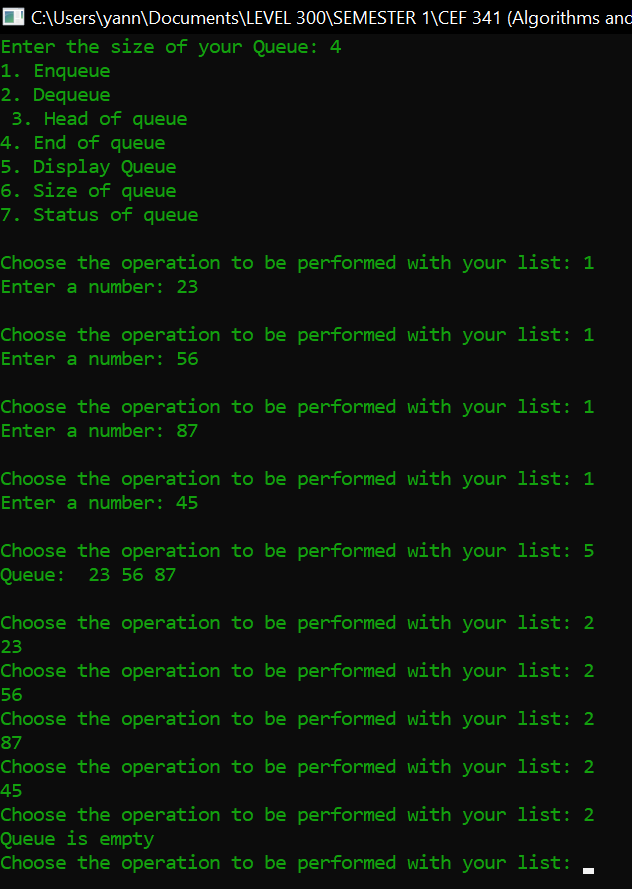 C:\Users\yann\Documents\LEVEL 300\SEMESTER 1\CEF 341 (Algorithms and
Enter the size of your Queue: 4
1. Enqueue
2. Dequeue
 3. Head of queue
4. End of queue
5. Display Queue
6. Size of queue
7. Status of queue
Choose the operation to be performed with your list: 1
Enter a number: 23
Choose the operation to be performed with your list: 1
Enter a number: 56
Choose the operation to be performed with your list: 1
Enter a number: 87
Choose the operation to be performed with your list: 1
Enter a number: 45
Choose the operation to be performed with your list: 5
Queue:  23 56 87
Choose the operation to be performed with your list: 2
23
Choose the operation to be performed with your list: 2
56
Choose the operation to be performed with your list: 2
87
Choose the operation to be performed with your list: 2
45
Choose the operation to be performed with your list: 2
Queue is empty
Choose the operation to be performed with your list: